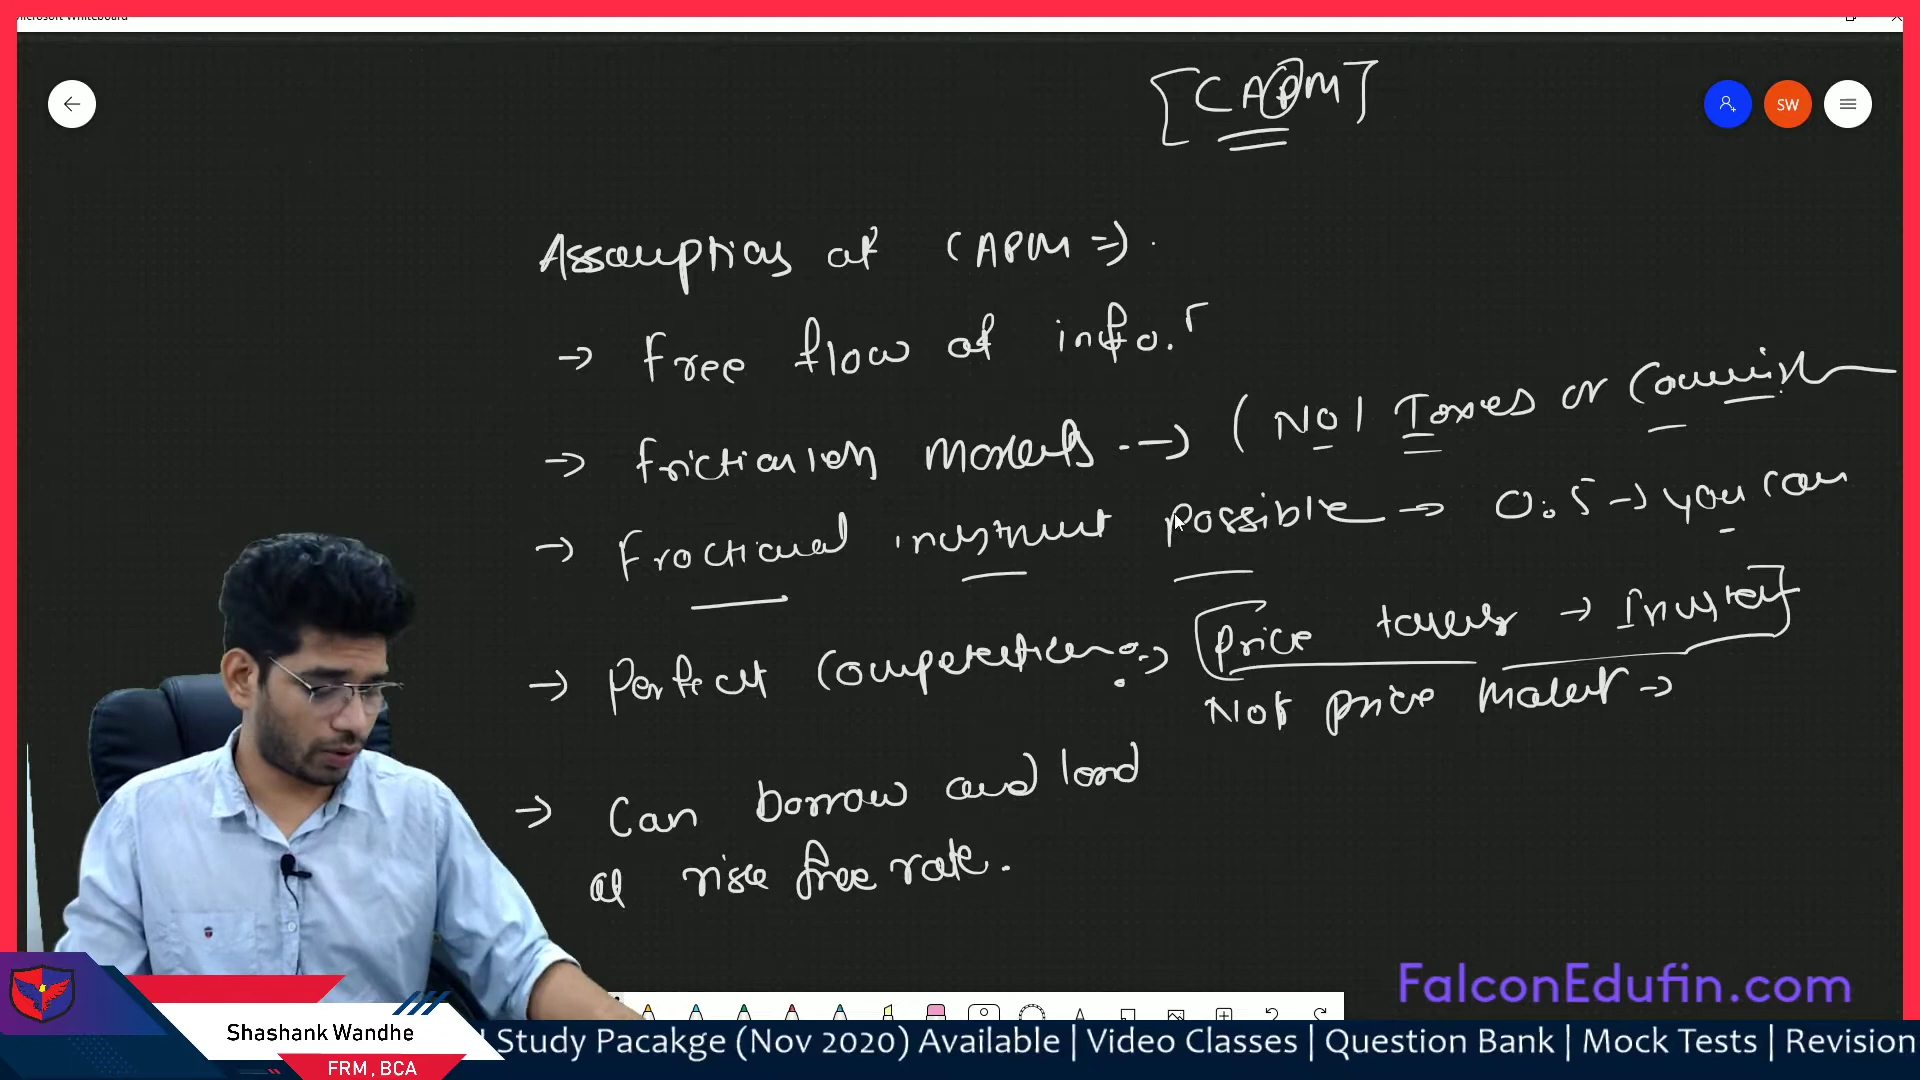 Microsoft Whiteboard
[CAPM]
SW
Assumptions of CAPM =>
→ Free flow of info.
→ Frictionless Markets --> ( No Taxes or
→ Fractional investment possible → 0.5 → you can
→ Perfect Competition :-> [Price takers → Investors]
Not price maker →
→ Can borrow and lend
at risk free rate.
FalconEdufin.com
Shashank Wandhe
FRM, BCA
Study Pacakge (Nov 2020) Available | Video Classes | Question Bank | Mock Tests | Revision